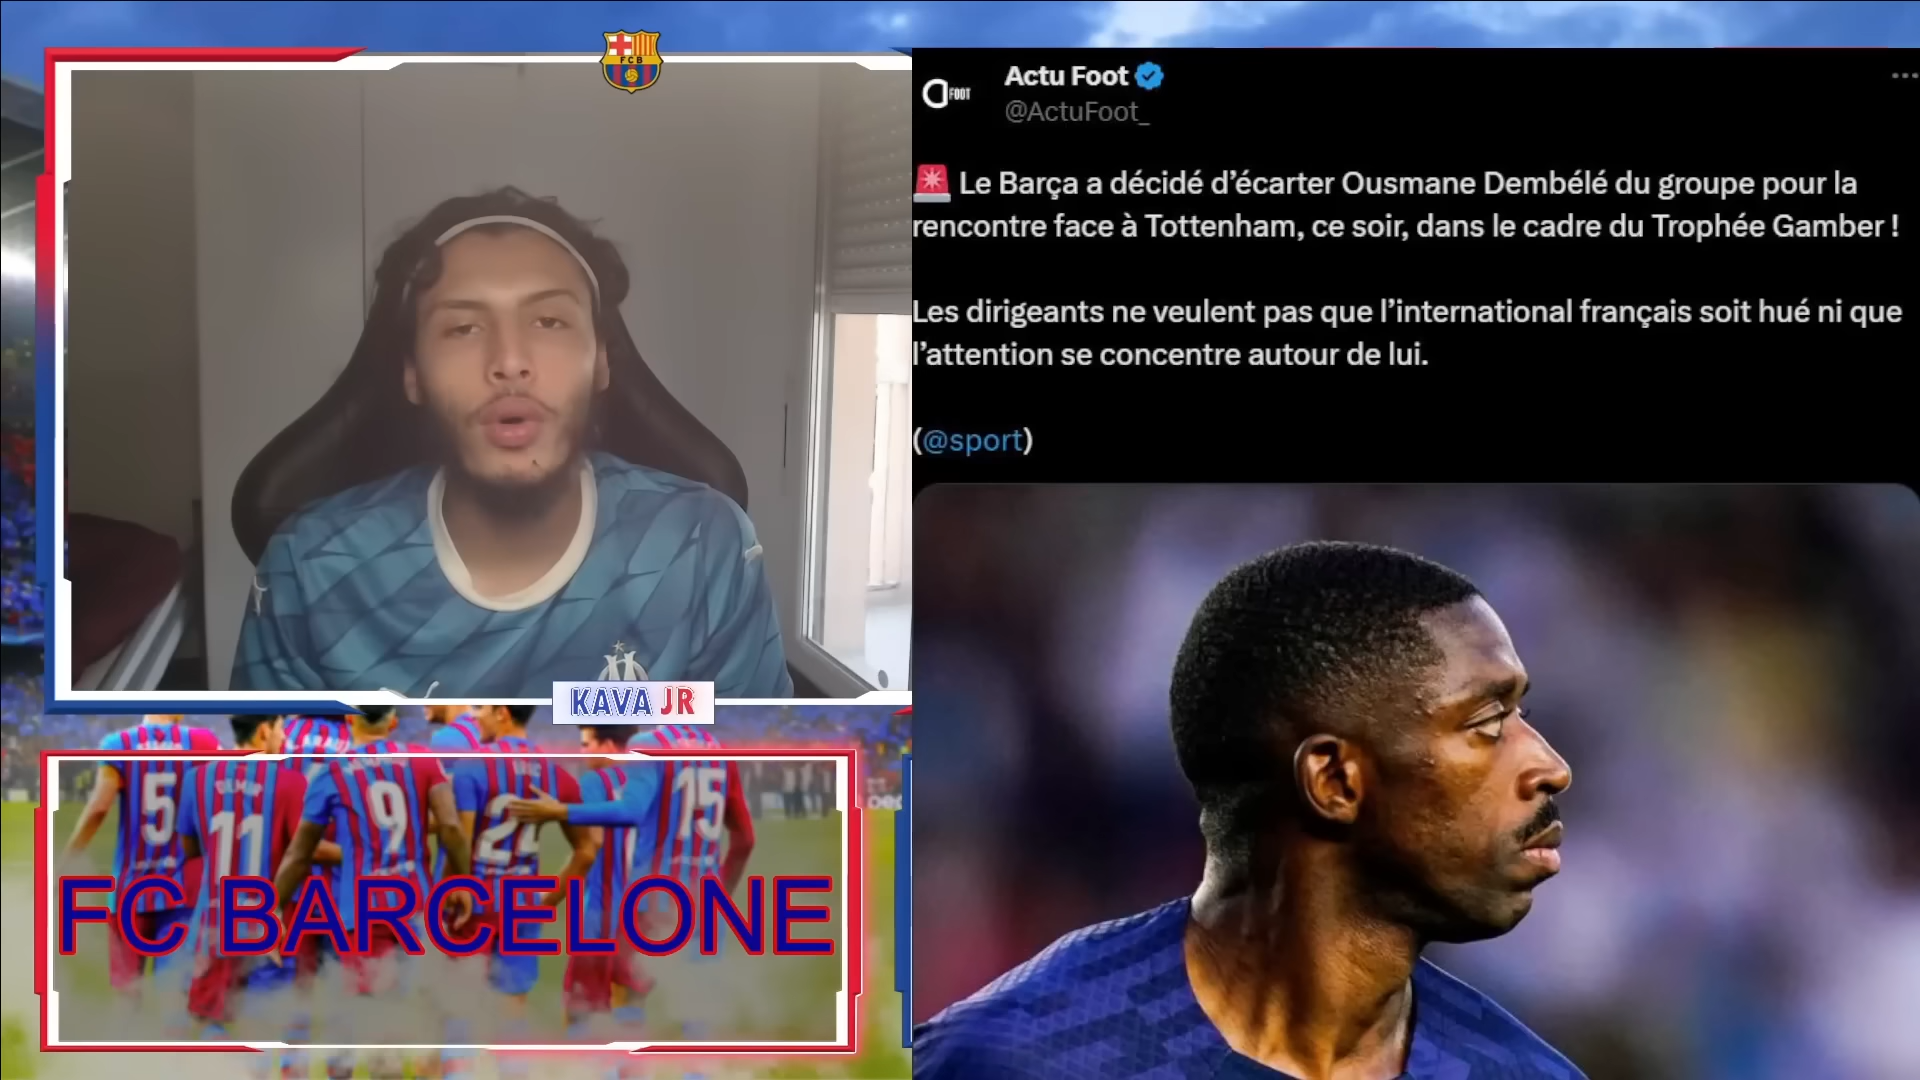 FCB
Actu Foot
@ActuFoot_
FOOT
🚨 Le Barça a décidé d’écarter Ousmane Dembélé du groupe pour la
rencontre face à Tottenham, ce soir, dans le cadre du Trophée Gamber !
Les dirigeants ne veulent pas que l’international français soit hué ni que
l’attention se concentre autour de lui.
(@sport)
KAVA JR
5
DEMIR
11
9
15
FC BARCELONE